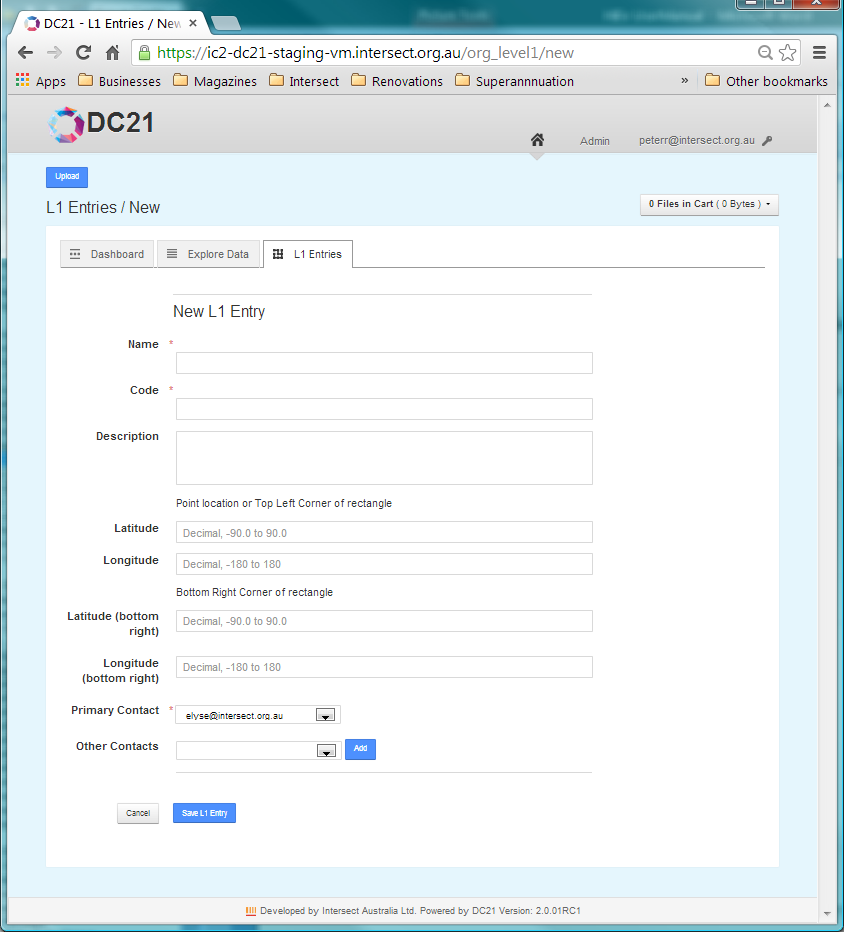 DC21 - L1 Entries / New
https://ic2-dc21-staging-vm.intersect.org.au/org_level1/new
Apps Businesses Magazines Intersect Renovations Superannnuation » Other bookmarks
DC21
Admin peterr@intersect.org.au
Upload
L1 Entries / New
0 Files in Cart ( 0 Bytes )
Dashboard Explore Data L1 Entries
New L1 Entry
Name *
Code *
Description
Point location or Top Left Corner of rectangle
Latitude Decimal, -90.0 to 90.0
Longitude Decimal, -180 to 180
Bottom Right Corner of rectangle
Latitude (bottom
right) Decimal, -90.0 to 90.0
Longitude
(bottom right) Decimal, -180 to 180
Primary Contact * elyse@intersect.org.au
Other Contacts Add
Cancel Save L1 Entry
Developed by Intersect Australia Ltd. Powered by DC21 Version: 2.0.01RC1